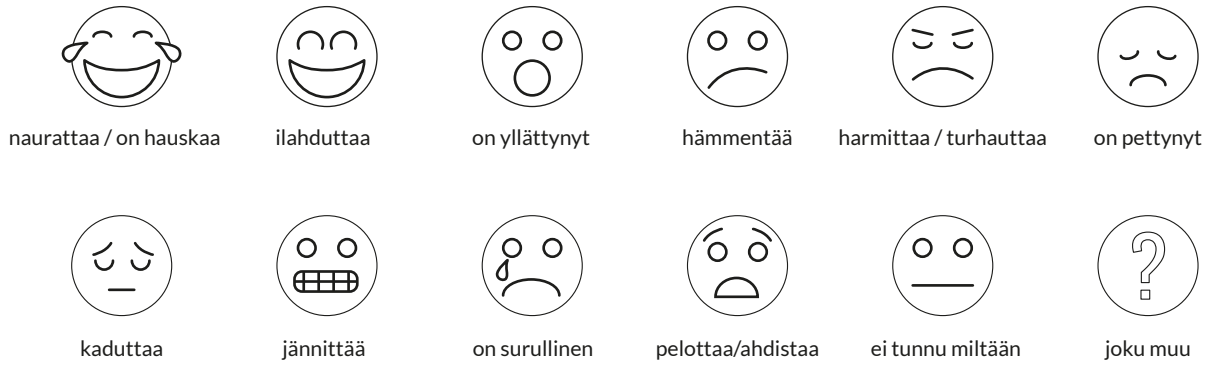 naurattaa / on hauskaa
ilahduttaa
on yllättynyt
hämmentää
harmittaa / turhauttaa
on pettynyt
?
kaduttaa
jännittää
on surullinen
pelottaa/ahdistaa
ei tunnu miltään
joku muu